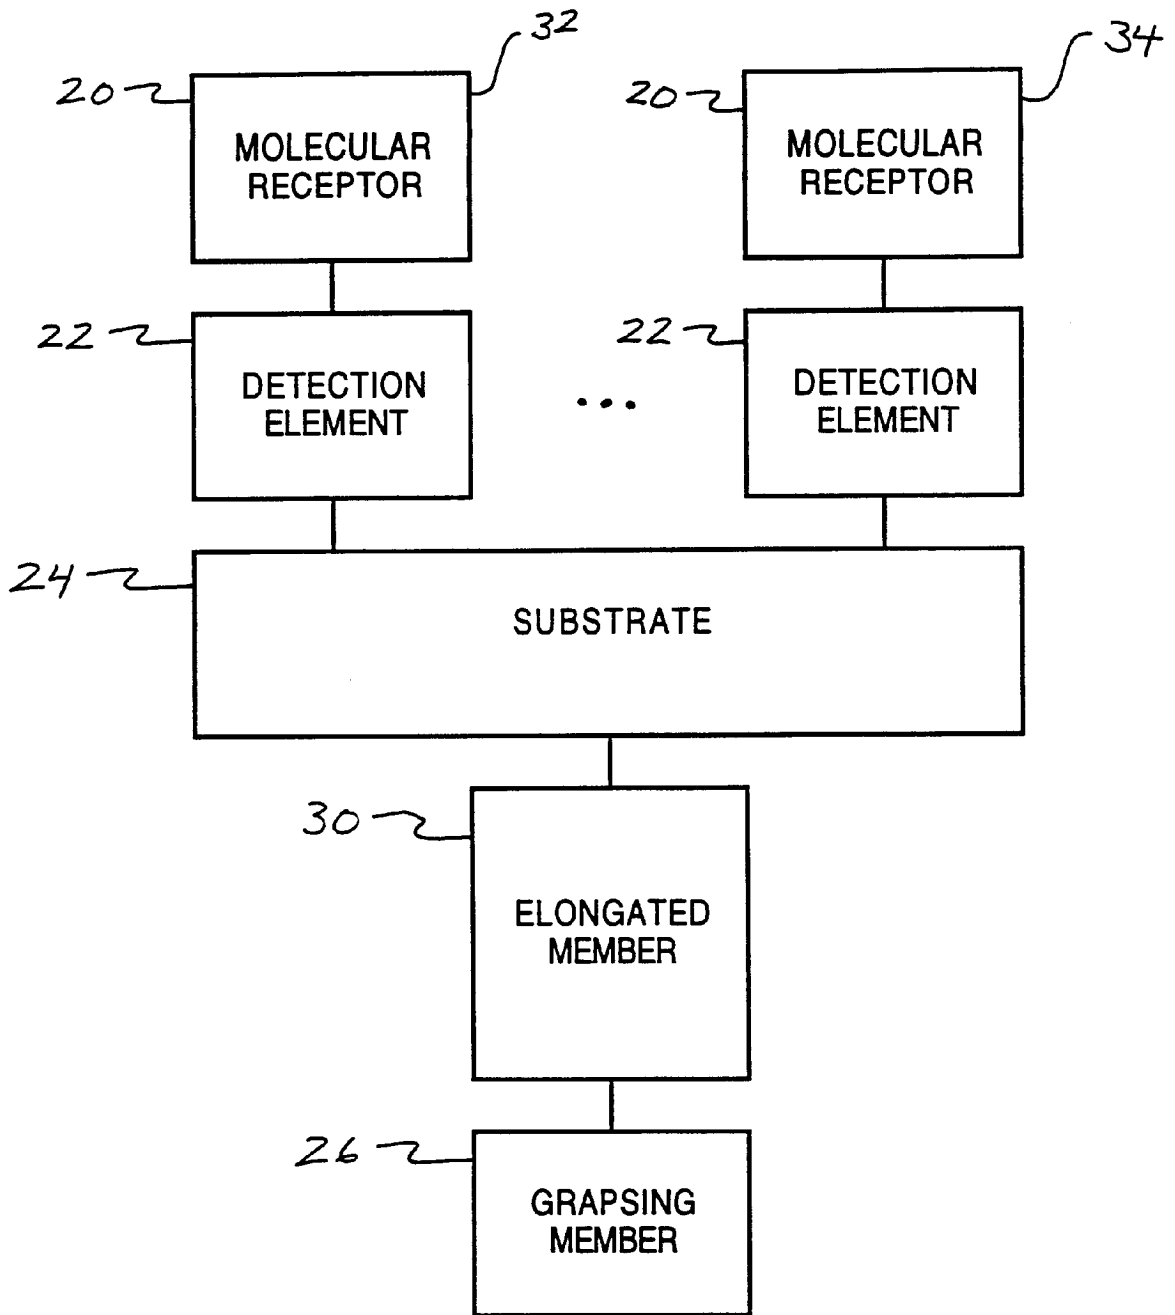 32
34
20
20
MOLECULAR
RECEPTOR
MOLECULAR
RECEPTOR
22
22
DETECTION
ELEMENT
...
DETECTION
ELEMENT
24
SUBSTRATE
30
ELONGATED
MEMBER
26
GRAPSING
MEMBER